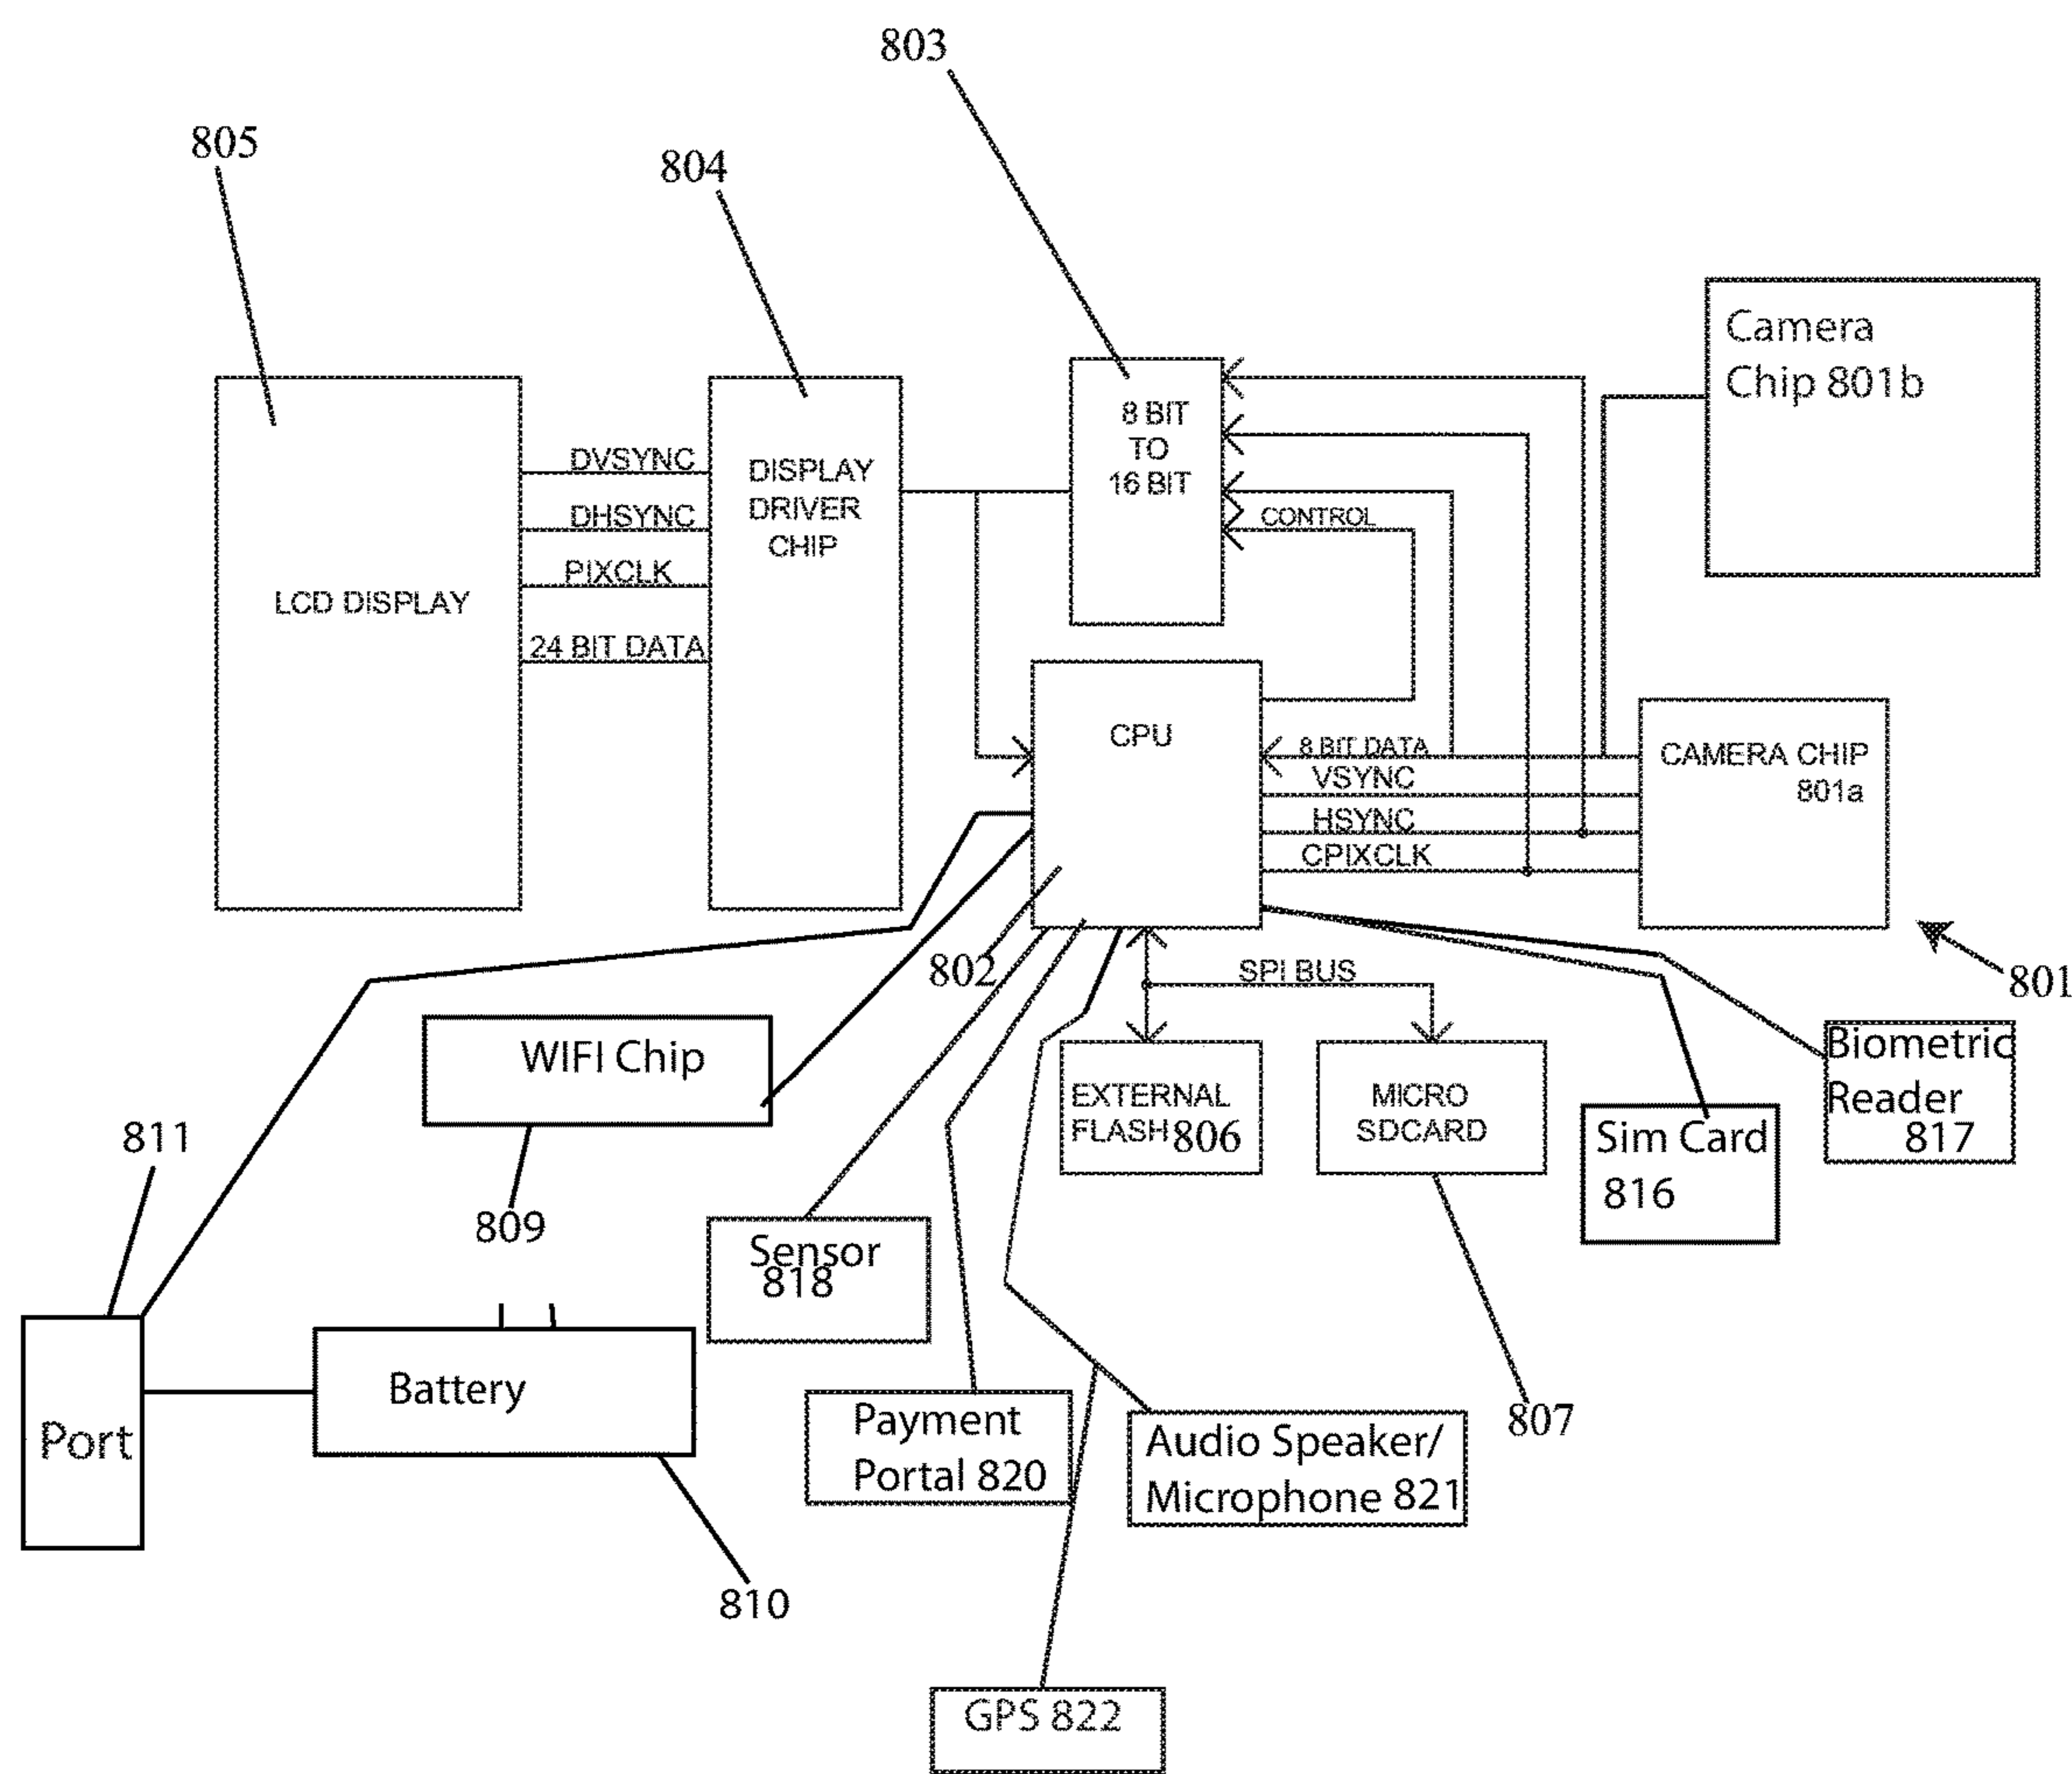 803
805
804
Camera
Chip 801b
8 BIT
TO
16 BIT
DVSYNC
DISPLAY
DRIVER
CHIP
DHSYNC
CONTROL
PIXCLK
LCD DISPLAY
24 BIT DATA
CPU
8 BIT DATA
VSYNC
HSYNC
CPIXCLK
CAMERA CHIP
801a
802
SPI BUS
801
WIFI Chip
Biometric
Reader
817
EXTERNAL
FLASH 806
MICRO
SDCARD
Sim Card
816
811
809
Sensor
818
Battery
Port
Payment
Portal 820
Audio Speaker/
Microphone 821
807
810
GPS 822